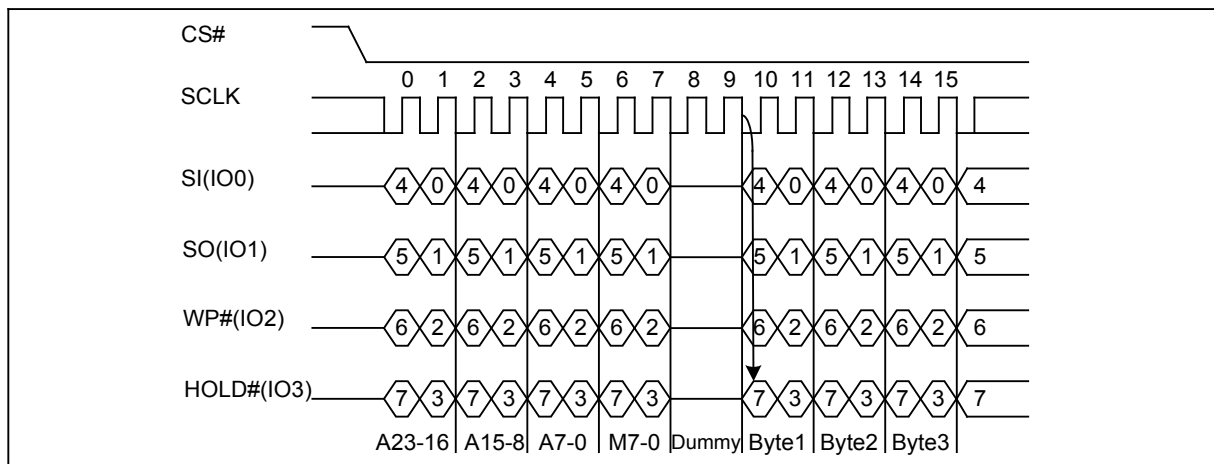 CS#
0 1 2 3 4 5 6 7 8 9 10 11 12 13 14 15
SCLK
SI(IO0) 4 0 4 0 4 0 4 0 4 0 4 0 4 0 4
SO(IO1) 5 1 5 1 5 1 5 1 5 1 5 1 5 1 5
WP#(IO2) 6 2 6 2 6 2 6 2 6 2 6 2 6 2 6
HOLD#(IO3) 7 3 7 3 7 3 7 3 7 3 7 3 7 3 7
A23-16 A15-8 A7-0 M7-0 Dummy Byte1 Byte2 Byte3